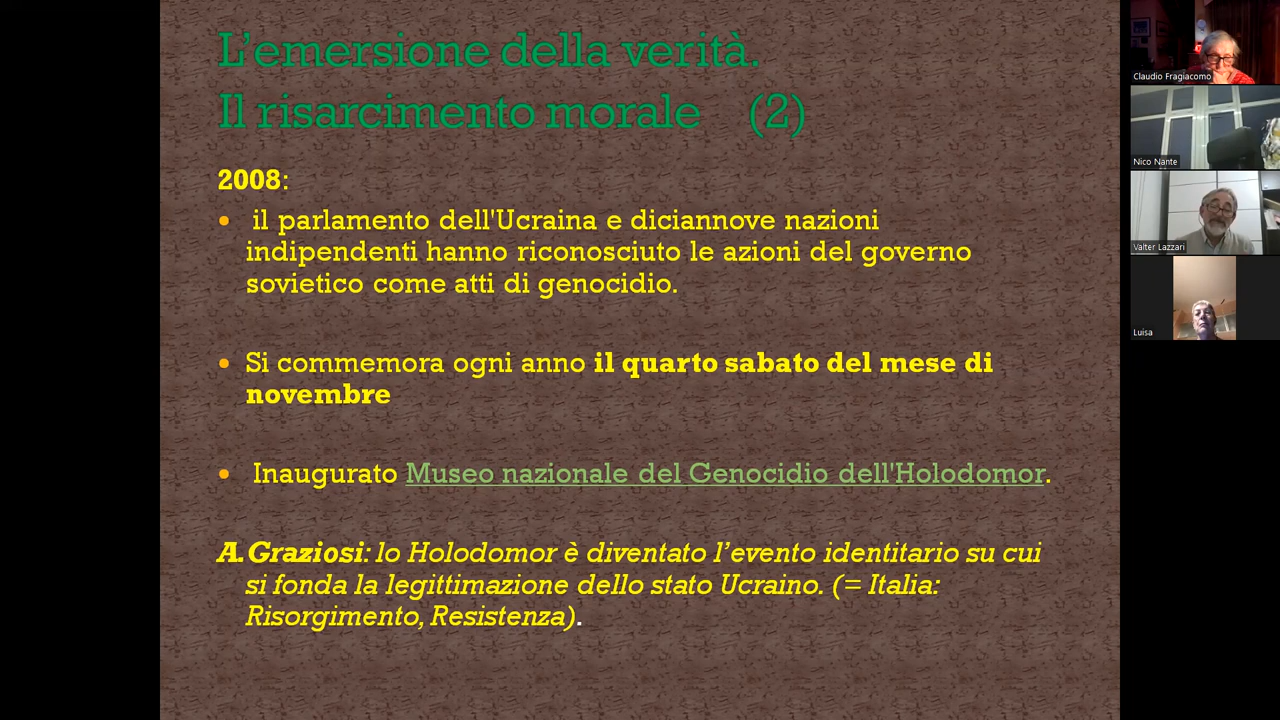 L’emersione della verità.
Il risarcimento morale (2)
2008:
• il parlamento dell'Ucraina e diciannove nazioni
indipendenti hanno riconosciuto le azioni del governo
sovietico come atti di genocidio.
• Si commemora ogni anno il quarto sabato del mese di
novembre
• Inaugurato Museo nazionale del Genocidio dell'Holodomor.
A.Graziosi: lo Holodomor è diventato l’evento identitario su cui
si fonda la legittimazione dello stato Ucraino. (= Italia:
Risorgimento, Resistenza).
Claudio Fragiacomo
Nico Nante
Valter Lazzari
Luisa